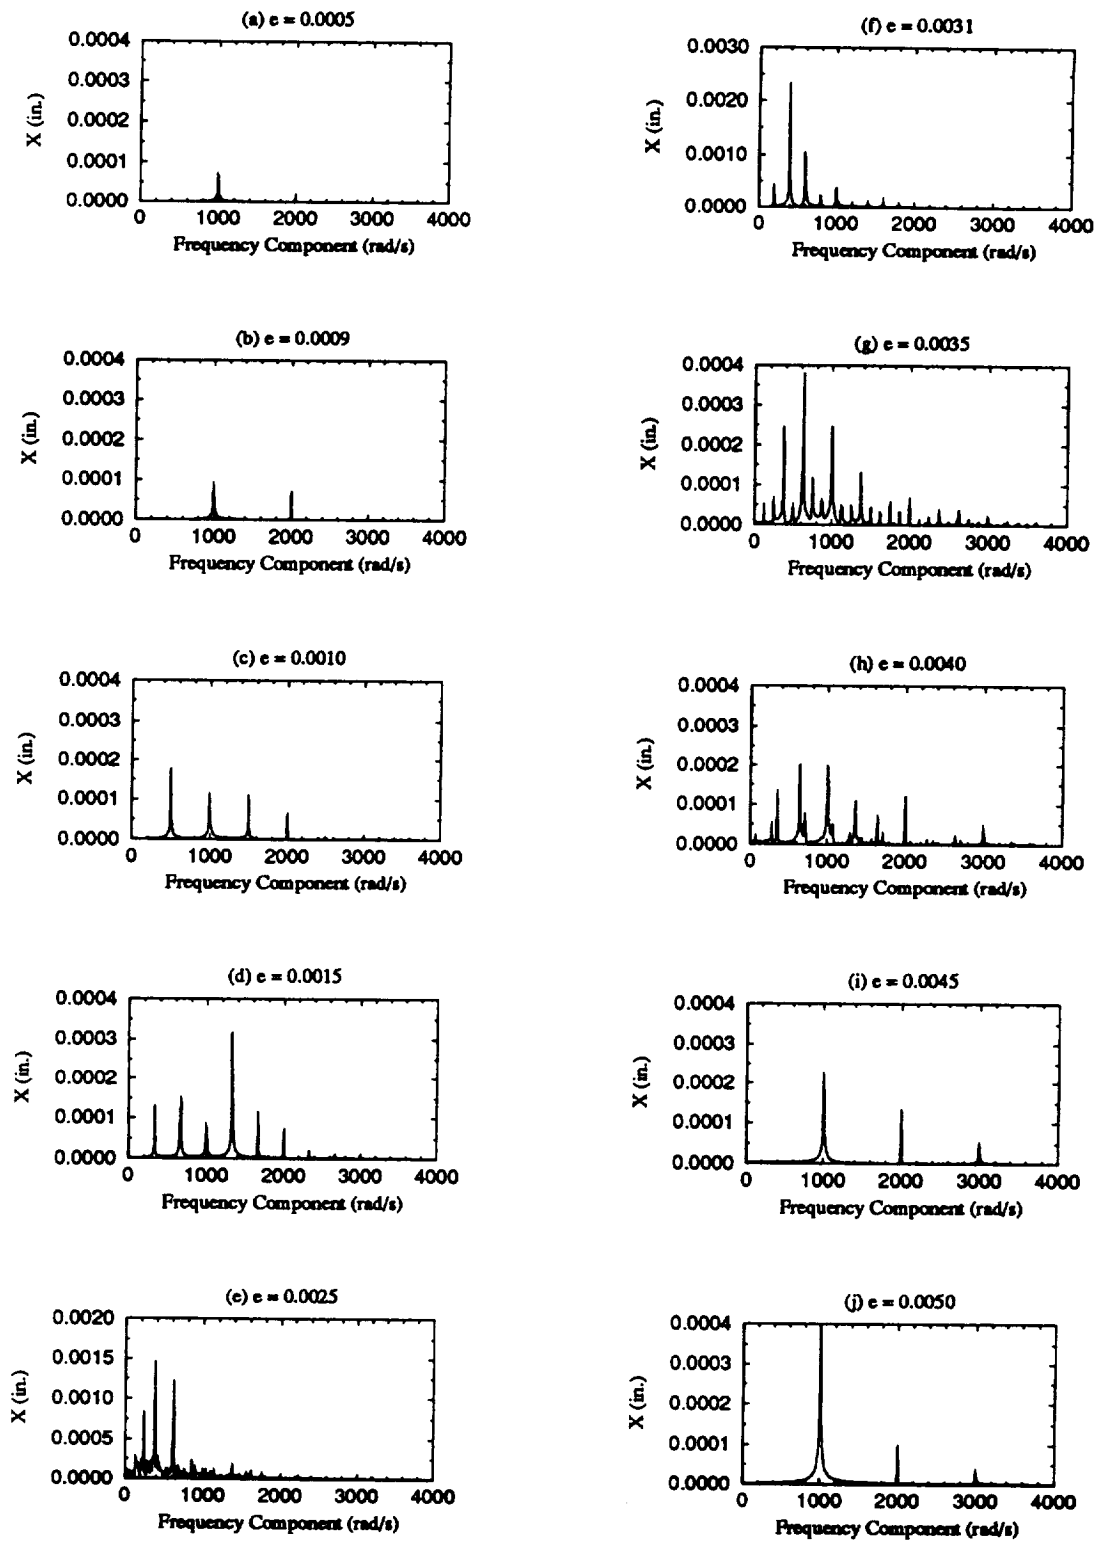 (a) e = 0.0005
0.0004
0.0003
0.0002
0.0001
0.0000
X (in.)
0 1000 2000 3000 4000
Frequency Component (rad/s)
(b) e = 0.0009
0.0004
0.0003
0.0002
0.0001
0.0000
X (in.)
0 1000 2000 3000 4000
Frequency Component (rad/s)
(c) e = 0.0010
0.0004
0.0003
0.0002
0.0001
0.0000
X (in.)
0 1000 2000 3000 4000
Frequency Component (rad/s)
(d) e = 0.0015
0.0004
0.0003
0.0002
0.0001
0.0000
X (in.)
0 1000 2000 3000 4000
Frequency Component (rad/s)
(e) e = 0.0025
0.0020
0.0015
0.0010
0.0005
0.0000
X (in.)
0 1000 2000 3000 4000
Frequency Component (rad/s)
(f) e = 0.0031
0.0030
0.0020
0.0010
0.0000
X (in.)
0 1000 2000 3000 4000
Frequency Component (rad/s)
(g) e = 0.0035
0.0004
0.0003
0.0002
0.0001
0.0000
X (in.)
0 1000 2000 3000 4000
Frequency Component (rad/s)
(h) e = 0.0040
0.0004
0.0003
0.0002
0.0001
0.0000
X (in.)
0 1000 2000 3000 4000
Frequency Component (rad/s)
(i) e = 0.0045
0.0004
0.0003
0.0002
0.0001
0.0000
X (in.)
0 1000 2000 3000 4000
Frequency Component (rad/s)
(j) e = 0.0050
0.0004
0.0003
0.0002
0.0001
0.0000
X (in.)
0 1000 2000 3000 4000
Frequency Component (rad/s)